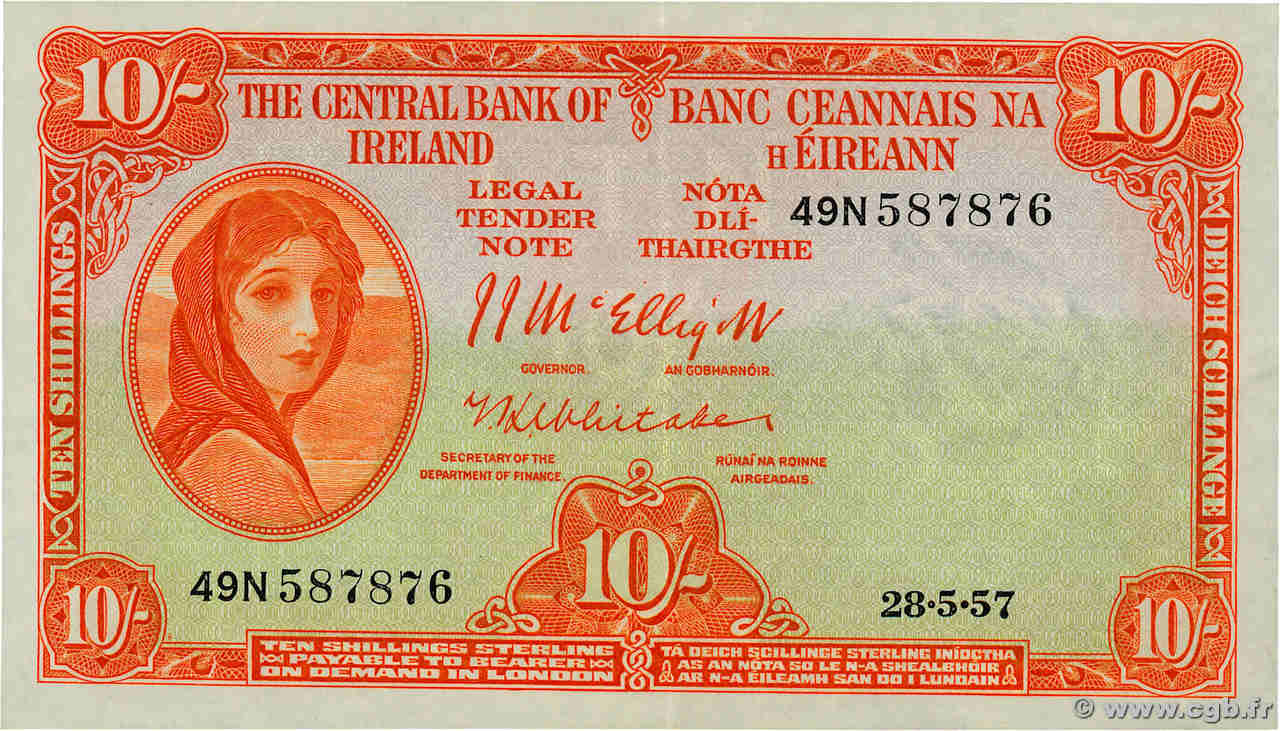 10/-
10/-
THE CENTRAL BANK OF
IRELAND
BANC CEANNAIS NA
hÉIREANN
LEGAL
TENDER
NOTE
NÓTA
DLÍ-
THAIRGTHE
49N 587876
TEN SHILLINGS
DEICH SCILLINGE
J J McElligott
GOVERNOR.
AN GOBHARNÓIR.
T. K. Whitaker
SECRETARY OF THE
DEPARTMENT OF FINANCE.
RÚNAÍ NA ROINNE
AIRGEADAIS.
49N 587876
10/-
28·5·57
10/-
10/-
TEN SHILLINGS STERLING
PAYABLE TO BEARER
ON DEMAND IN LONDON
TÁ DEICH SCILLINGE STERLING INÍOCTHA
AS AN NÓTA SO LE N-A SHEALBHÓIR
AR N-A ÉILEAMH SAN DO I LUNDAIN
© www.cgb.fr